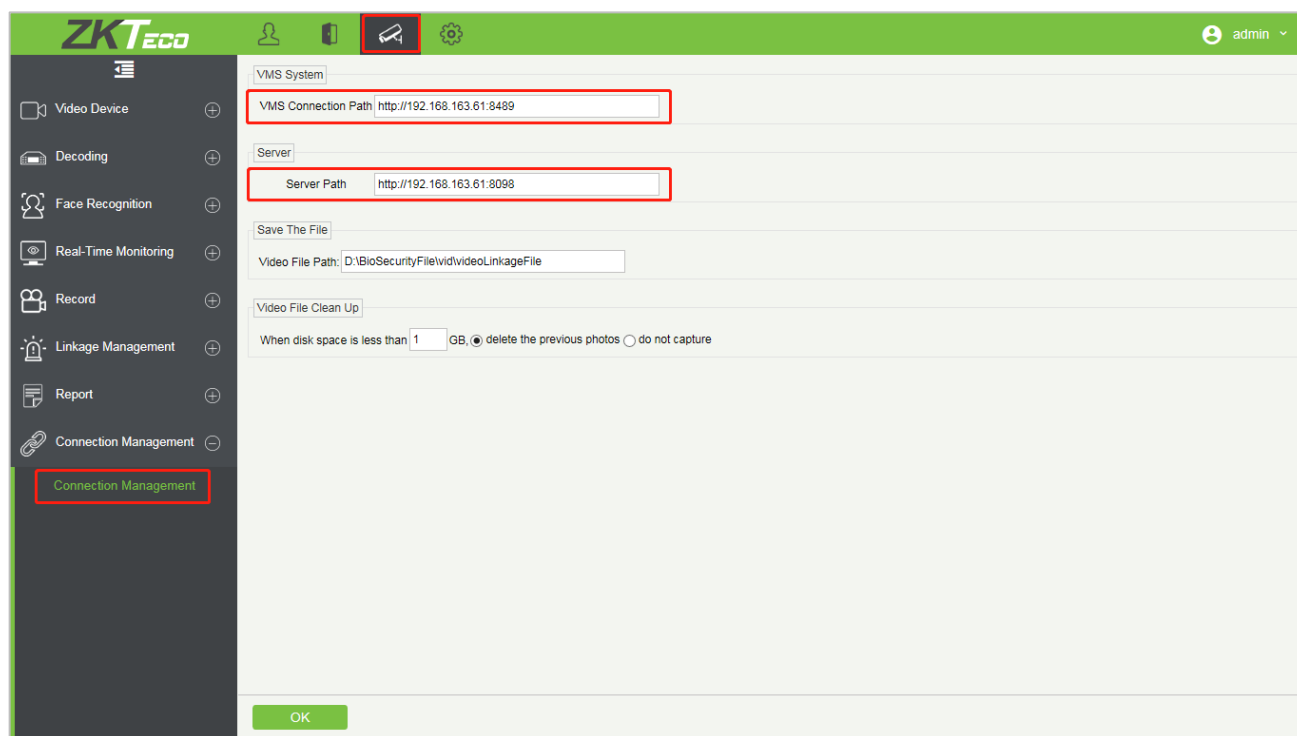 ZKTeco
admin
Video Device
Decoding
Face Recognition
Real-Time Monitoring
Record
Linkage Management
Report
Connection Management
Connection Management
VMS System
VMS Connection Path http://192.168.163.61:8489
Server
Server Path http://192.168.163.61:8098
Save The File
Video File Path: D:\BioSecurityFile\vid\videoLinkageFile
Video File Clean Up
When disk space is less than 1 GB, delete the previous photos do not capture
OK